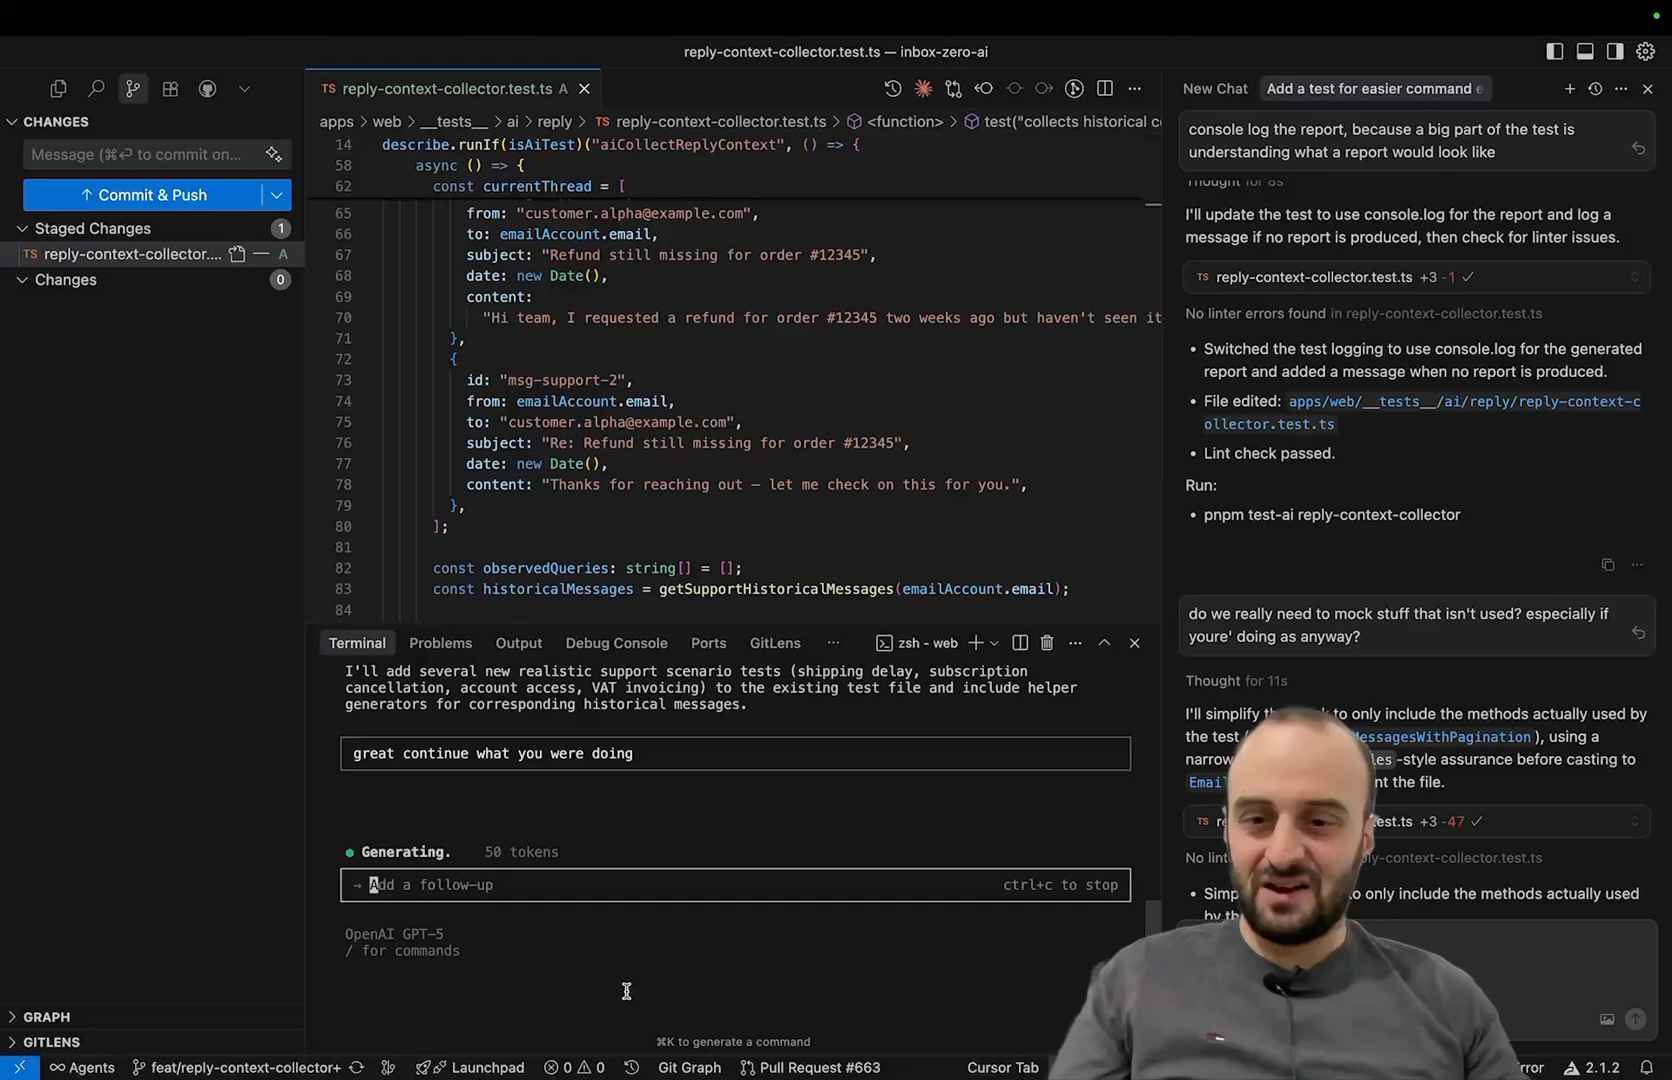 reply-context-collector.test.ts — inbox-zero-ai
TS reply-context-collector.test.ts A
New Chat
Add a test for easier command
CHANGES
Message (⌘⏎ to commit on...
↑ Commit & Push
Staged Changes 1
TS reply-context-collector.... A
Changes 0
GRAPH
GITLENS
apps > web > __tests__ > ai > reply > reply-context-collector.test.ts > <function> > test("collects historical c
14 describe.runIf(isAiTest)("aiCollectReplyContext", () => {
58 async () => {
62 const currentThread = [
65 from: "customer.alpha@example.com",
66 to: emailAccount.email,
67 subject: "Refund still missing for order #12345",
68 date: new Date(),
69 content:
70 "Hi team, I requested a refund for order #12345 two weeks ago but haven't seen it
71 },
72 {
73 id: "msg-support-2",
74 from: emailAccount.email,
75 to: "customer.alpha@example.com",
76 subject: "Re: Refund still missing for order #12345",
77 date: new Date(),
78 content: "Thanks for reaching out — let me check on this for you.",
79 },
80 ];
81
82 const observedQueries: string[] = [];
83 const historicalMessages = getSupportHistoricalMessages(emailAccount.email);
84
Terminal Problems Output Debug Console Ports GitLens ··· zsh - web
I'll add several new realistic support scenario tests (shipping delay, subscription
cancellation, account access, VAT invoicing) to the existing test file and include helper
generators for corresponding historical messages.
great continue what you were doing
Generating. 50 tokens
→ Add a follow-up ctrl+c to stop
OpenAI GPT-5
/ for commands
⌘K to generate a command
console log the report, because a big part of the test is
understanding what a report would look like
Thought for 8s
I'll update the test to use console.log for the report and log a
message if no report is produced, then check for linter issues.
TS reply-context-collector.test.ts +3 -1
No linter errors found in reply-context-collector.test.ts
• Switched the test logging to use console.log for the generated
report and added a message when no report is produced.
• File edited: apps/web/__tests__/ai/reply/reply-context-c
ollector.test.ts
• Lint check passed.
Run:
• pnpm test-ai reply-context-collector
do we really need to mock stuff that isn't used? especially if
youre' doing as anyway?
Thought for 11s
I'll simplify to only include the methods actually used by
the test MessagesWithPagination), using a
narrow -style assurance before casting to
the file.
TS +3 -47
No
• to only include the methods actually used
by
Agents feat/reply-context-collector+ Launchpad 0 0 Git Graph Pull Request #663 Cursor Tab 2.1.2